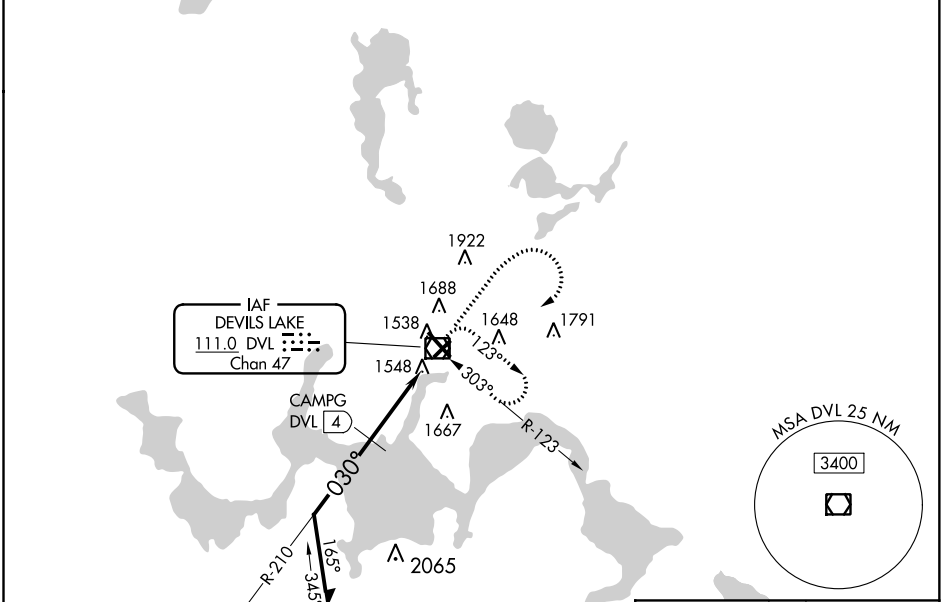 1922
1688
IAF
DEVILS LAKE
111.0 DVL
Chan 47
1538
1648
1791
123°
1548
303°
CAMPG
DVL 4
1667
R-123
MSA DVL 25 NM
3400
030°
R-210
165°
345°
2065